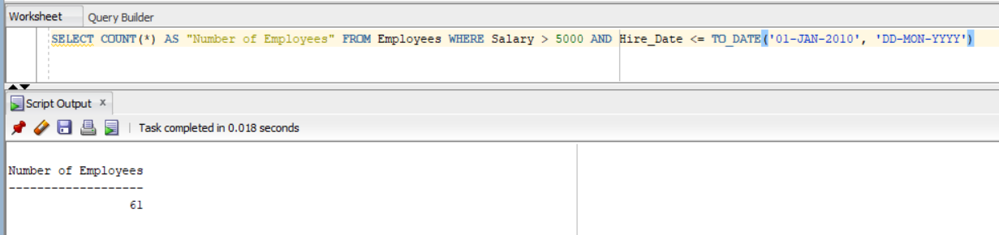 Worksheet Query Builder
SELECT COUNT(*) AS "Number of Employees" FROM Employees WHERE Salary > 5000 AND Hire_Date <= TO_DATE('01-JAN-2010', 'DD-MON-YYYY')
Script Output x
Task completed in 0.018 seconds
Number of Employees
-------------------
61